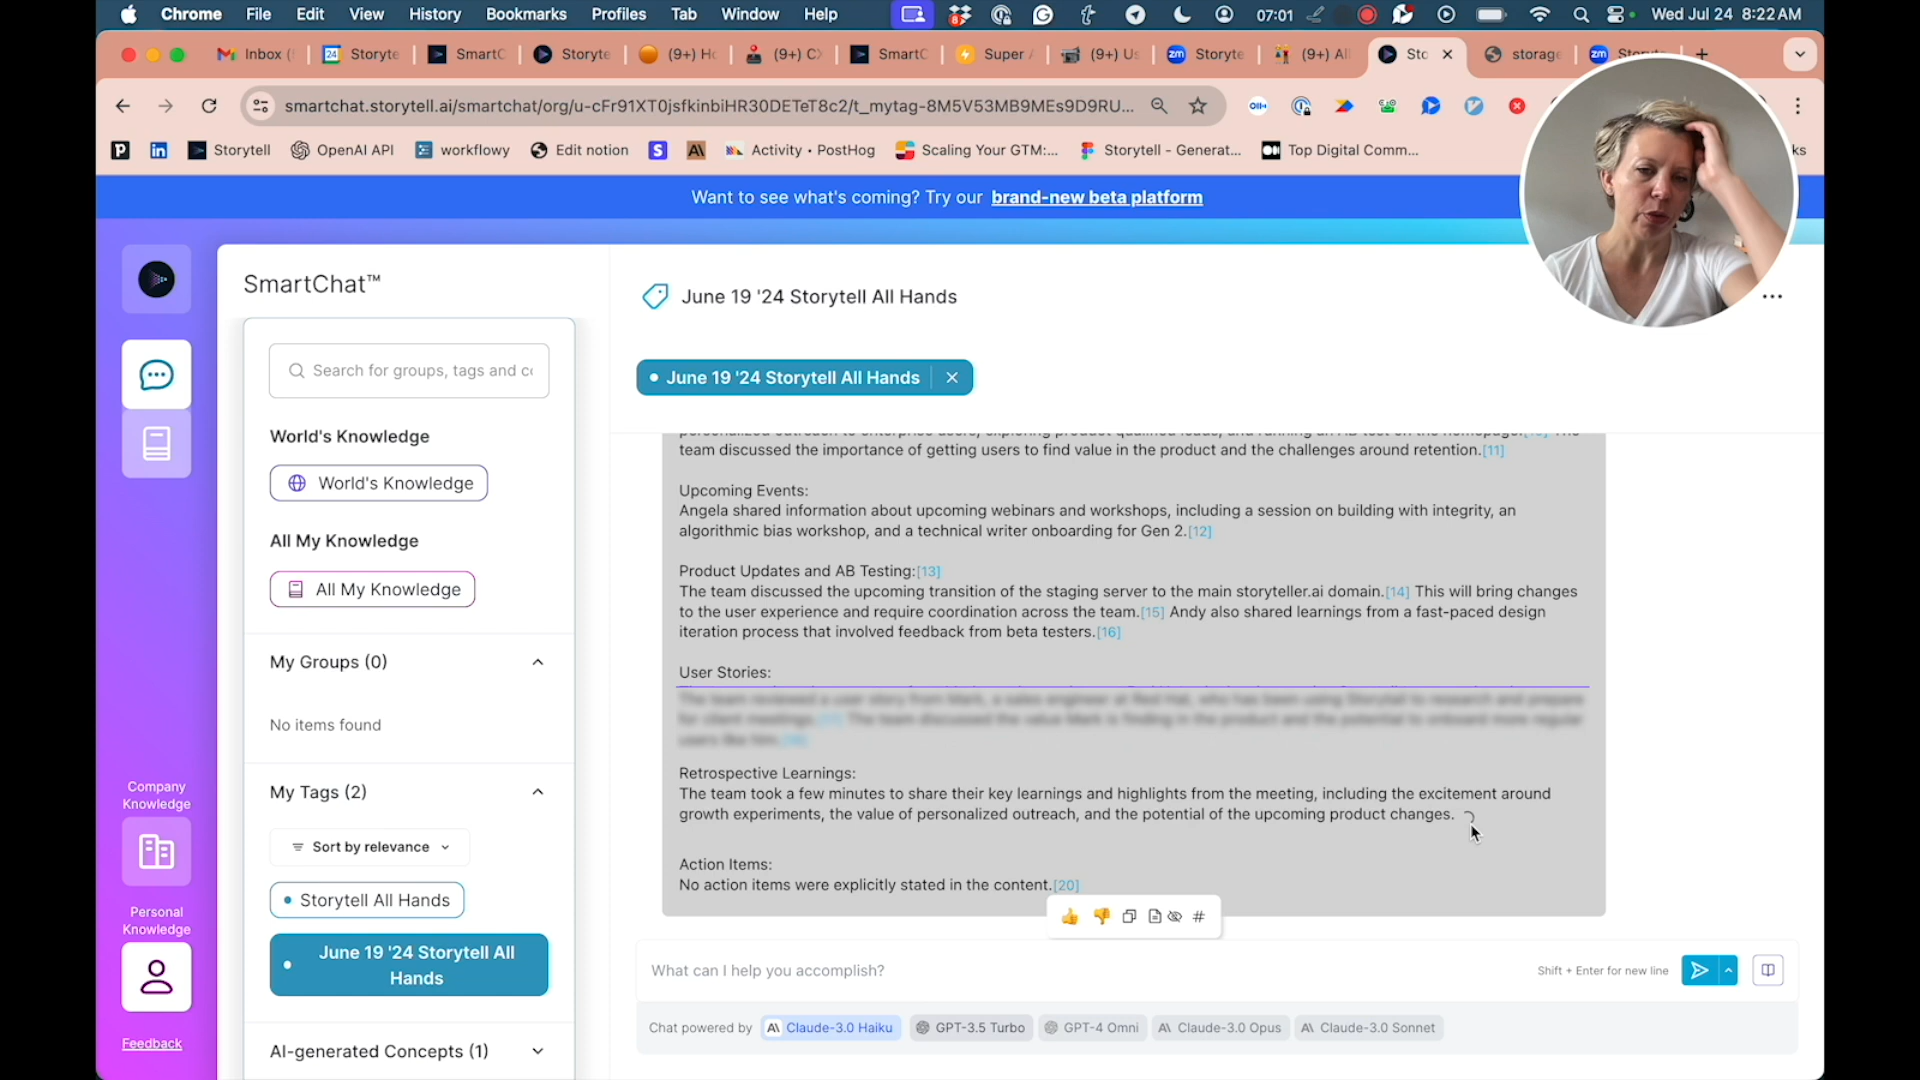 Chrome File Edit View History Bookmarks Profiles Tab Window Help 07:01 Wed Jul 24 8:22 AM
Inbox Storyte SmartC Storyte (9+) Ho (9+) CX SmartC Super (9+) Us Storyte (9+) All Sto storage
smartchat.storytell.ai/smartchat/org/u-cFr91XT0jsfkinbiHR30DETeT8c2/t_mytag-8M5V53MB9MEs9D9RU...
Storytell OpenAI API workflowy Edit notion Activity • PostHog Scaling Your GTM:... Storytell - Generat... Top Digital Comm...
Want to see what's coming? Try our brand-new beta platform
SmartChat™
Search for groups, tags and co
World's Knowledge
World's Knowledge
All My Knowledge
All My Knowledge
My Groups (0)
No items found
My Tags (2)
Sort by relevance
Storytell All Hands
June 19 '24 Storytell All
Hands
AI-generated Concepts (1)
Company
Knowledge
Personal
Knowledge
Feedback
June 19 '24 Storytell All Hands
June 19 '24 Storytell All Hands
team discussed the importance of getting users to find value in the product and the challenges around retention.[11]
Upcoming Events:
Angela shared information about upcoming webinars and workshops, including a session on building with integrity, an
algorithmic bias workshop, and a technical writer onboarding for Gen 2.[12]
Product Updates and AB Testing:[13]
The team discussed the upcoming transition of the staging server to the main storyteller.ai domain.[14] This will bring changes
to the user experience and require coordination across the team.[15] Andy also shared learnings from a fast-paced design
iteration process that involved feedback from beta testers.[16]
User Stories:
Retrospective Learnings:
The team took a few minutes to share their key learnings and highlights from the meeting, including the excitement around
growth experiments, the value of personalized outreach, and the potential of the upcoming product changes.
Action Items:
No action items were explicitly stated in the content.[20]
What can I help you accomplish?
Shift + Enter for new line
Chat powered by Claude-3.0 Haiku GPT-3.5 Turbo GPT-4 Omni Claude-3.0 Opus Claude-3.0 Sonnet